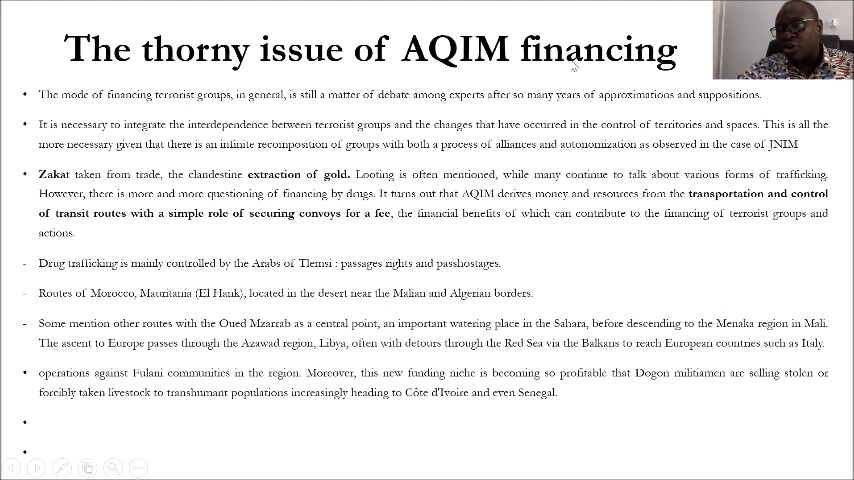 The thorny issue of AQIM financing
• The mode of financing terrorist groups, in general, is still a matter of debate among experts after so many years of approximations and suppositions.
• It is necessary to integrate the interdependence between terrorist groups and the changes that have occurred in the control of territories and spaces. This is all the
more necessary given that there is an infinite recomposition of groups with both a process of alliances and autonomization as observed in the case of JNIM
• Zakat taken from trade, the clandestine extraction of gold. Looting is often mentioned, while many continue to talk about various forms of trafficking.
However, there is more and more questioning of financing by drugs. It turns out that AQIM derives money and resources from the transportation and control
of transit routes with a simple role of securing convoys for a fee, the financial benefits of which can contribute to the financing of terrorist groups and
actions.
- Drug trafficking is mainly controlled by the Arabs of Tlemsi : passages rights and passhostages.
- Routes of Morocco, Mauritania (El Hank), located in the desert near the Malian and Algerian borders.
- Some mention other routes with the Oued Mzarrab as a central point, an important watering place in the Sahara, before descending to the Menaka region in Mali.
The ascent to Europe passes through the Azawad region, Libya, often with detours through the Red Sea via the Balkans to reach European countries such as Italy.
• operations against Fulani communities in the region. Moreover, this new funding niche is becoming so profitable that Dogon militiamen are selling stolen or
forcibly taken livestock to transhumant populations increasingly heading to Côte d'Ivoire and even Senegal.
•
•